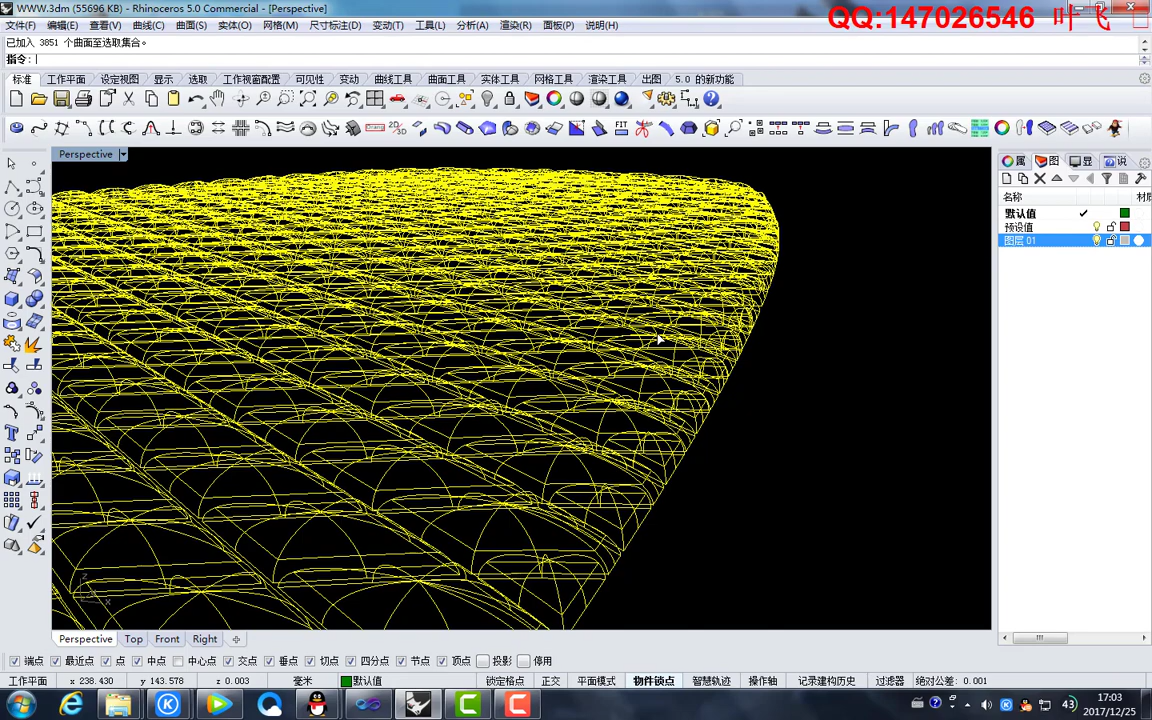 WWW.3dm (55696 KB) - Rhinoceros 5.0 Commercial - [Perspective]
QQ:147026546 叶飞
文件(F) 编辑(E) 查看(V) 曲线(C) 曲面(S) 实体(O) 网格(M) 尺寸标注(D) 变动(T) 工具(L) 分析(A) 渲染(R) 面板(P) 说明(H)
已加入 3851 个曲面至选取集合。
指令:
标准 工作平面 设定视图 显示 选取 工作视窗配置 可见性 变动 曲线工具 曲面工具 实体工具 网格工具 渲染工具 出图 5.0 的新功能
FIT
Perspective
属 图 显 说
名称 材质
默认值
预设值
图层 01
z
x
Perspective Top Front Right
端点 最近点 点 中点 中心点 交点 垂点 切点 四分点 节点 顶点 投影 停用
工作平面 x 238.430 y 143.578 z 0.003 毫米 默认值 锁定格点 正交 平面模式 物件锁点 智慧轨迹 操作轴 记录建构历史 过滤器 绝对公差: 0.001
43
17:03
2017/12/25